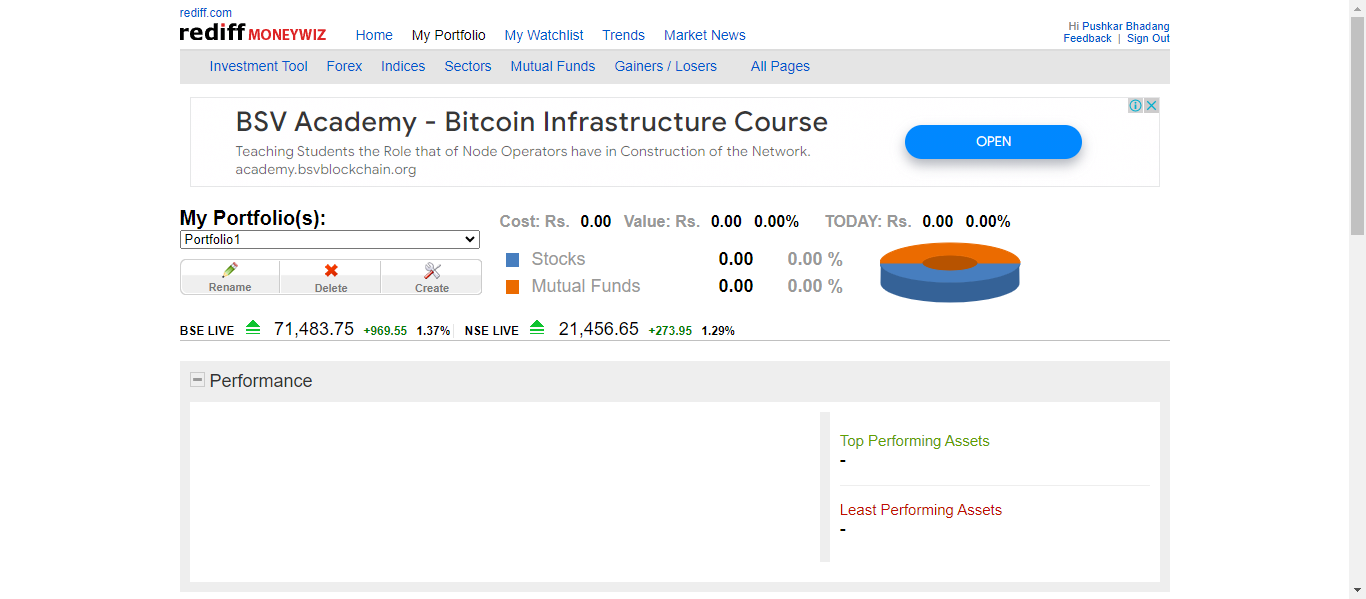 rediff.com
rediff MONEYWIZ Home My Portfolio My Watchlist Trends Market News
Hi Pushkar Bhadang
Feedback | Sign Out
Investment Tool Forex Indices Sectors Mutual Funds Gainers / Losers All Pages
BSV Academy - Bitcoin Infrastructure Course
Teaching Students the Role that of Node Operators have in Construction of the Network.
academy.bsvblockchain.org
OPEN
My Portfolio(s):
Portfolio1
Rename Delete Create
Cost: Rs. 0.00 Value: Rs. 0.00 0.00% TODAY: Rs. 0.00 0.00%
Stocks 0.00 0.00 %
Mutual Funds 0.00 0.00 %
BSE LIVE 71,483.75 +969.55 1.37% NSE LIVE 21,456.65 +273.95 1.29%
Performance
Top Performing Assets
-
Least Performing Assets
-